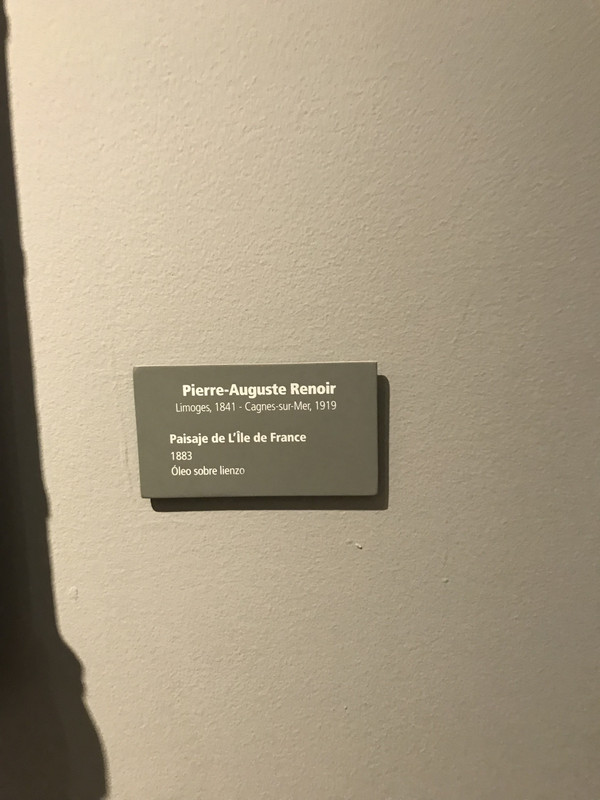 Pierre-Auguste Renoir
Limoges, 1841 - Cagnes-sur-Mer, 1919
Paisaje de L'Île de France
1883
Óleo sobre lienzo